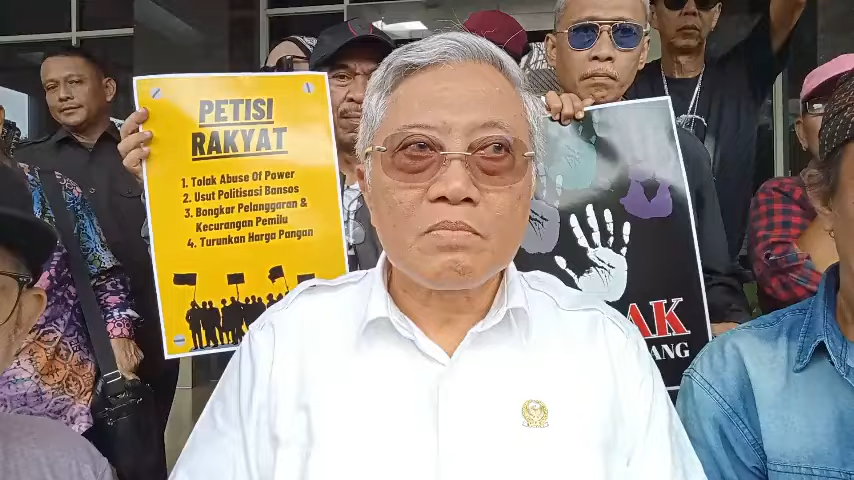 PETISI
RAKYAT
1. Tolak Abuse Of Power
2. Usut Politisasi Bansos
3. Bongkar Pelanggaran &
Kecurangan Pemilu
4. Turunkan Harga Pangan
AK
ANG